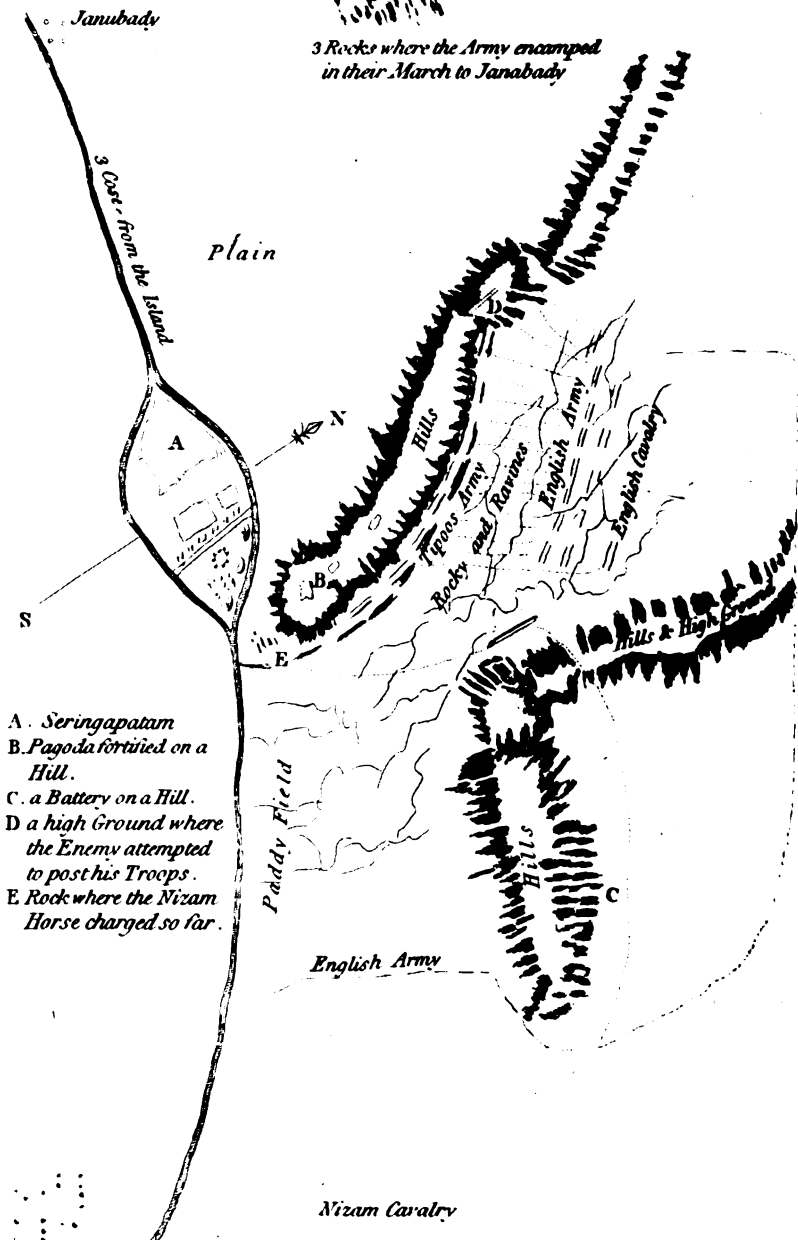 Janubady
3 Rocks where the Army encamped
in their March to Janabady
3 Cose from the Island
Plain
D
A
N
Hills
Tipoos Army
Rocky and Ravines
English Army
English Cavalry
B
S
E
Hills & High Ground
A. Seringapatam
B. Pagoda fortified on a
Hill.
C. a Battery on a Hill.
D a high Ground where
the Enemy attempted
to post his Troops.
E Rock where the Nizam
Horse charged so far.
Paddy Field
Hills
C
English Army
Nizam Cavalry